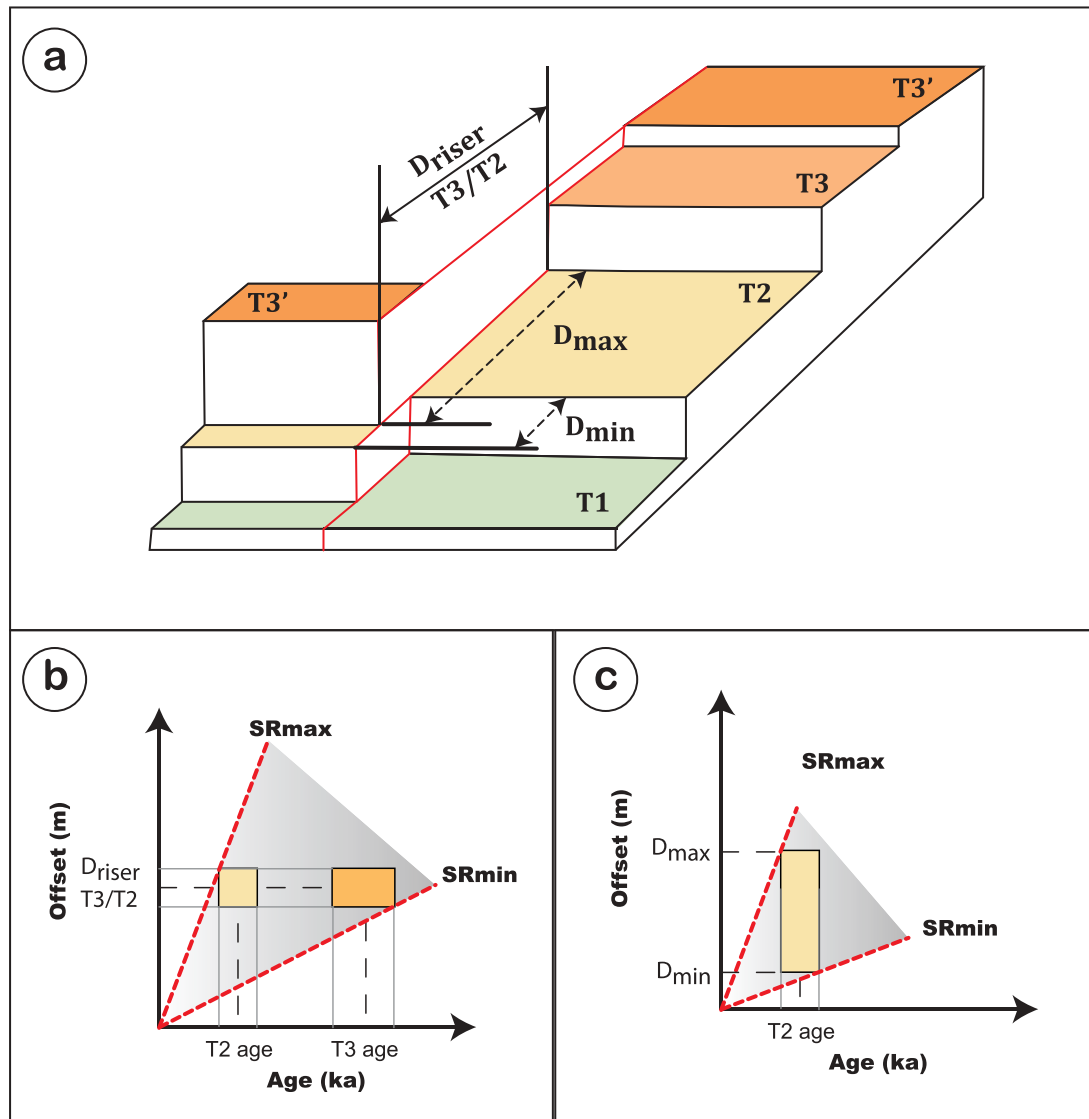 a
T3’
D riser
T3/T2
T3
T3’
T2
Dmax
Dmin
T1
b
SRmax
Offset (m)
Driser
T3/T2
SRmin
T2 age
T3 age
Age (ka)
c
SRmax
Offset (m)
Dmax
SRmin
Dmin
T2 age
Age (ka)